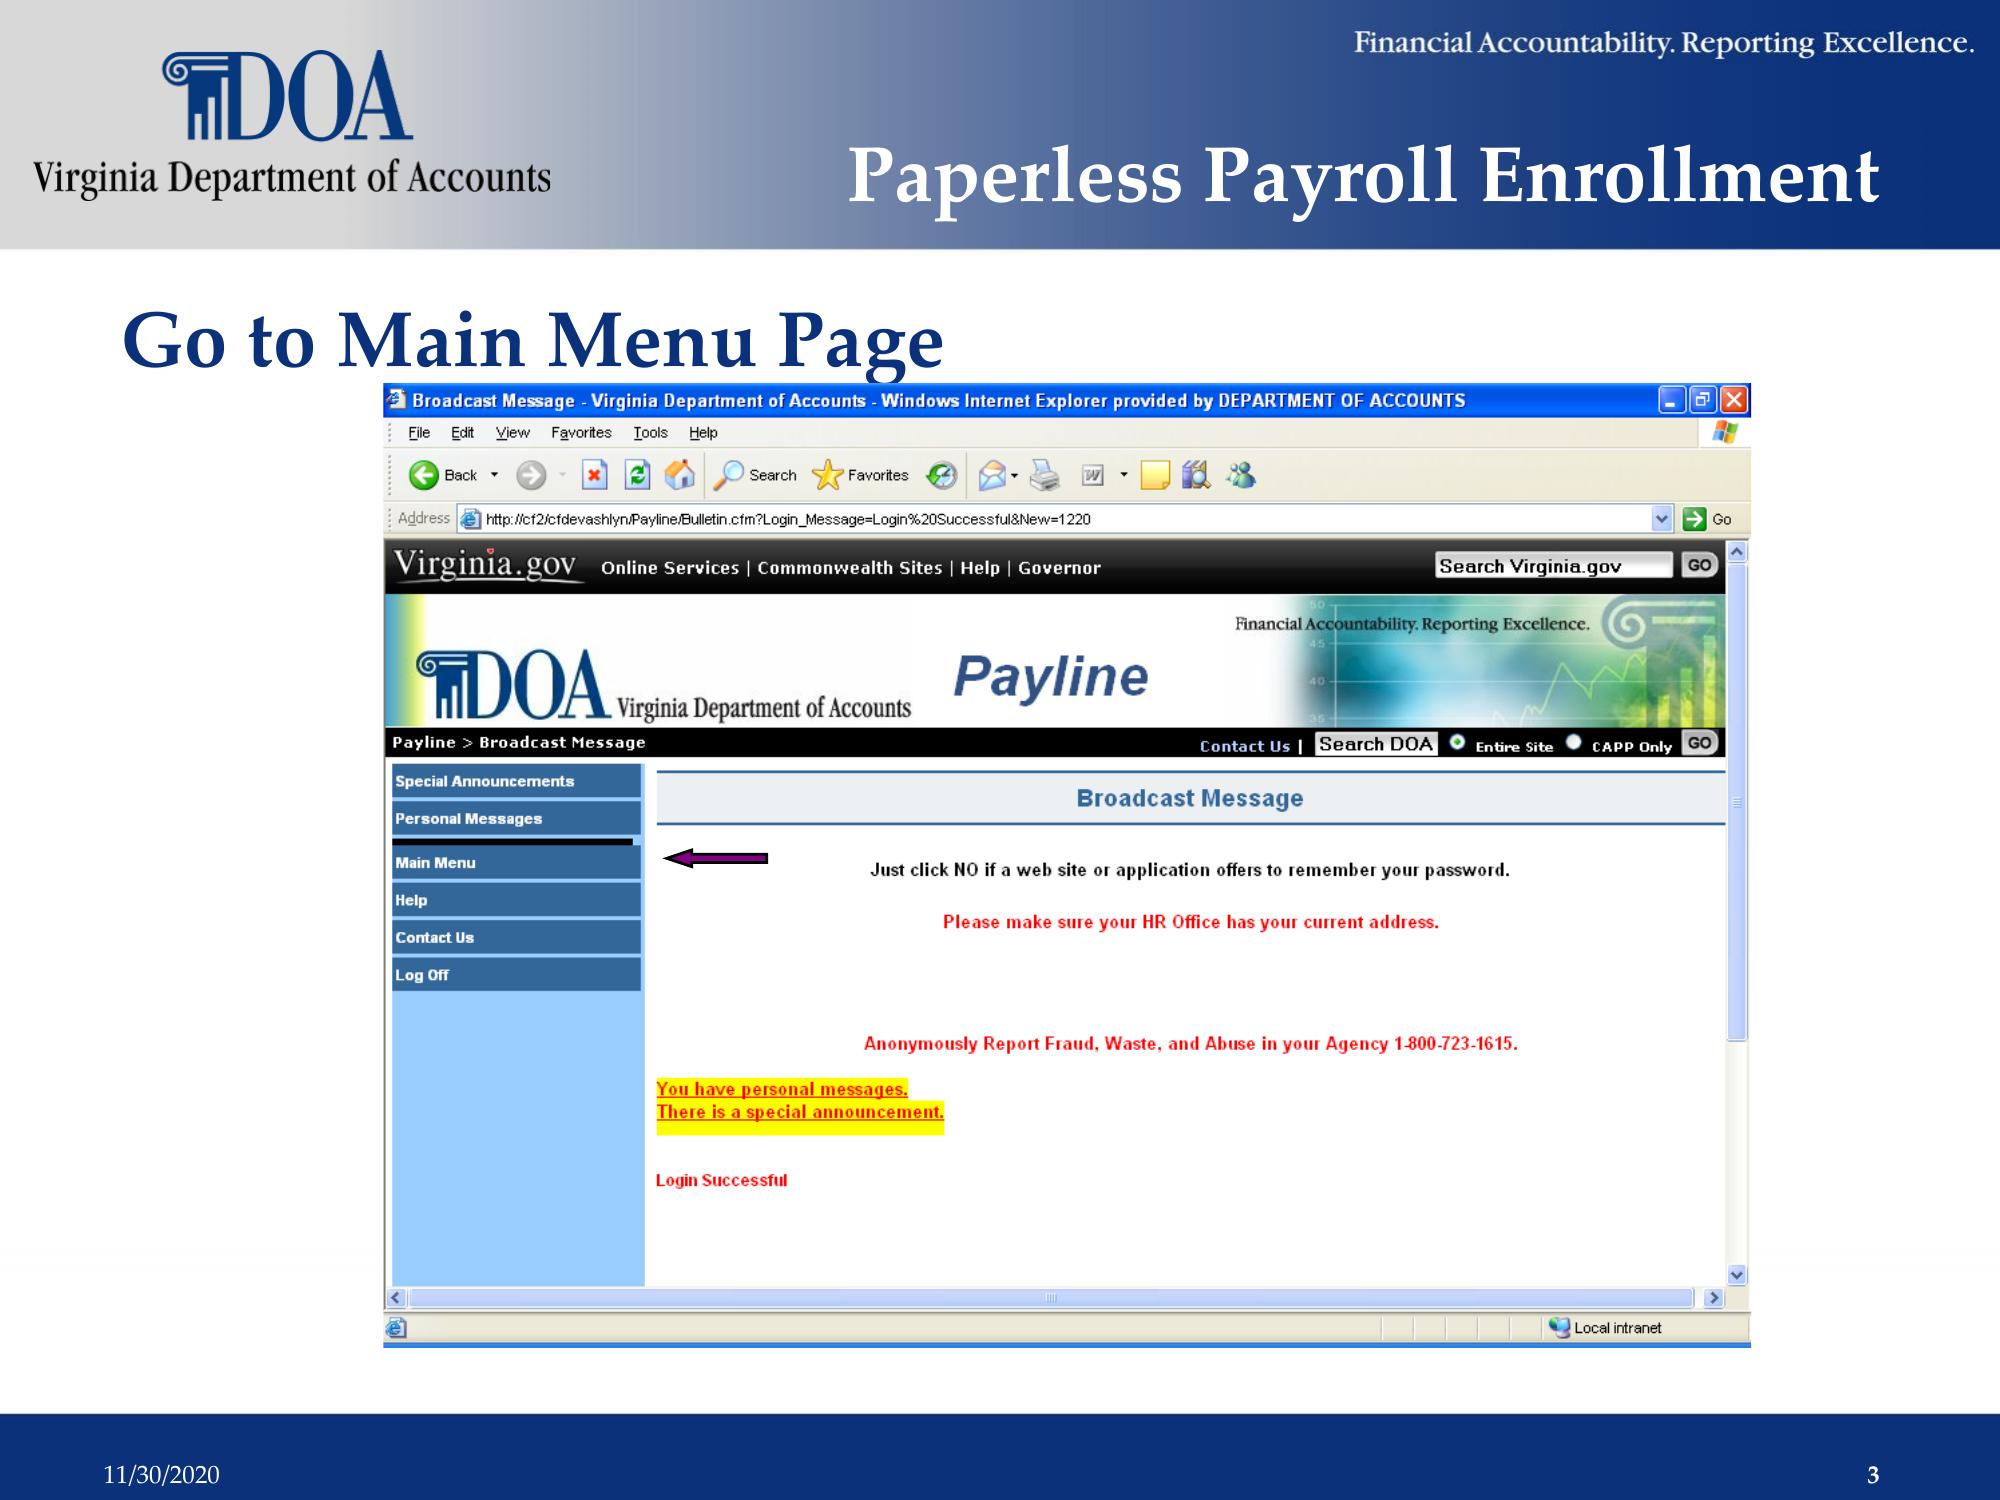 Financial Accountability. Reporting Excellence.
DOA
Virginia Department of Accounts
Paperless Payroll Enrollment
Go to Main Menu Page
Broadcast Message - Virginia Department of Accounts - Windows Internet Explorer provided by DEPARTMENT OF ACCOUNTS
File Edit View Favorites Tools Help
Back Search Favorites W
Address http://cf2/cfdevashlyn/Payline/Bulletin.cfm?Login_Message=Login%20Successful&New=1220 Go
Virginia.gov Online Services | Commonwealth Sites | Help | Governor Search Virginia.gov GO
50
Financial Accountability. Reporting Excellence.
45
DOA Virginia Department of Accounts
Payline
40
35
Payline > Broadcast Message Contact Us | Search DOA Entire Site CAPP Only GO
Special Announcements
Personal Messages
Main Menu
Help
Contact Us
Log Off
Broadcast Message
Just click NO if a web site or application offers to remember your password.
Please make sure your HR Office has your current address.
Anonymously Report Fraud, Waste, and Abuse in your Agency 1-800-723-1615.
You have personal messages.
There is a special announcement.
Login Successful
Local intranet
11/30/2020 3